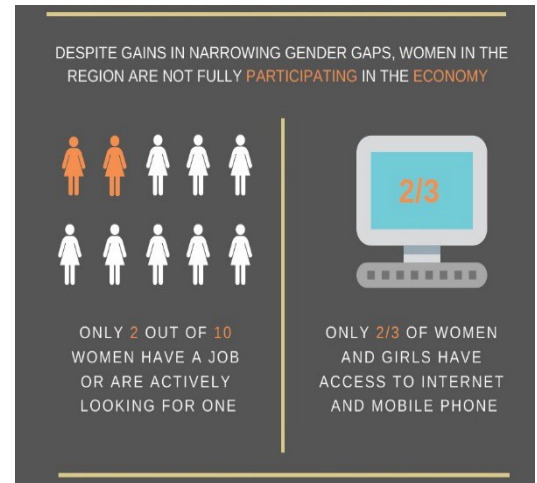 DESPITE GAINS IN NARROWING GENDER GAPS, WOMEN IN THE
REGION ARE NOT FULLY PARTICIPATING IN THE ECONOMY
2/3
ONLY 2 OUT OF 10
WOMEN HAVE A JOB
OR ARE ACTIVELY
LOOKING FOR ONE
ONLY 2/3 OF WOMEN
AND GIRLS HAVE
ACCESS TO INTERNET
AND MOBILE PHONE